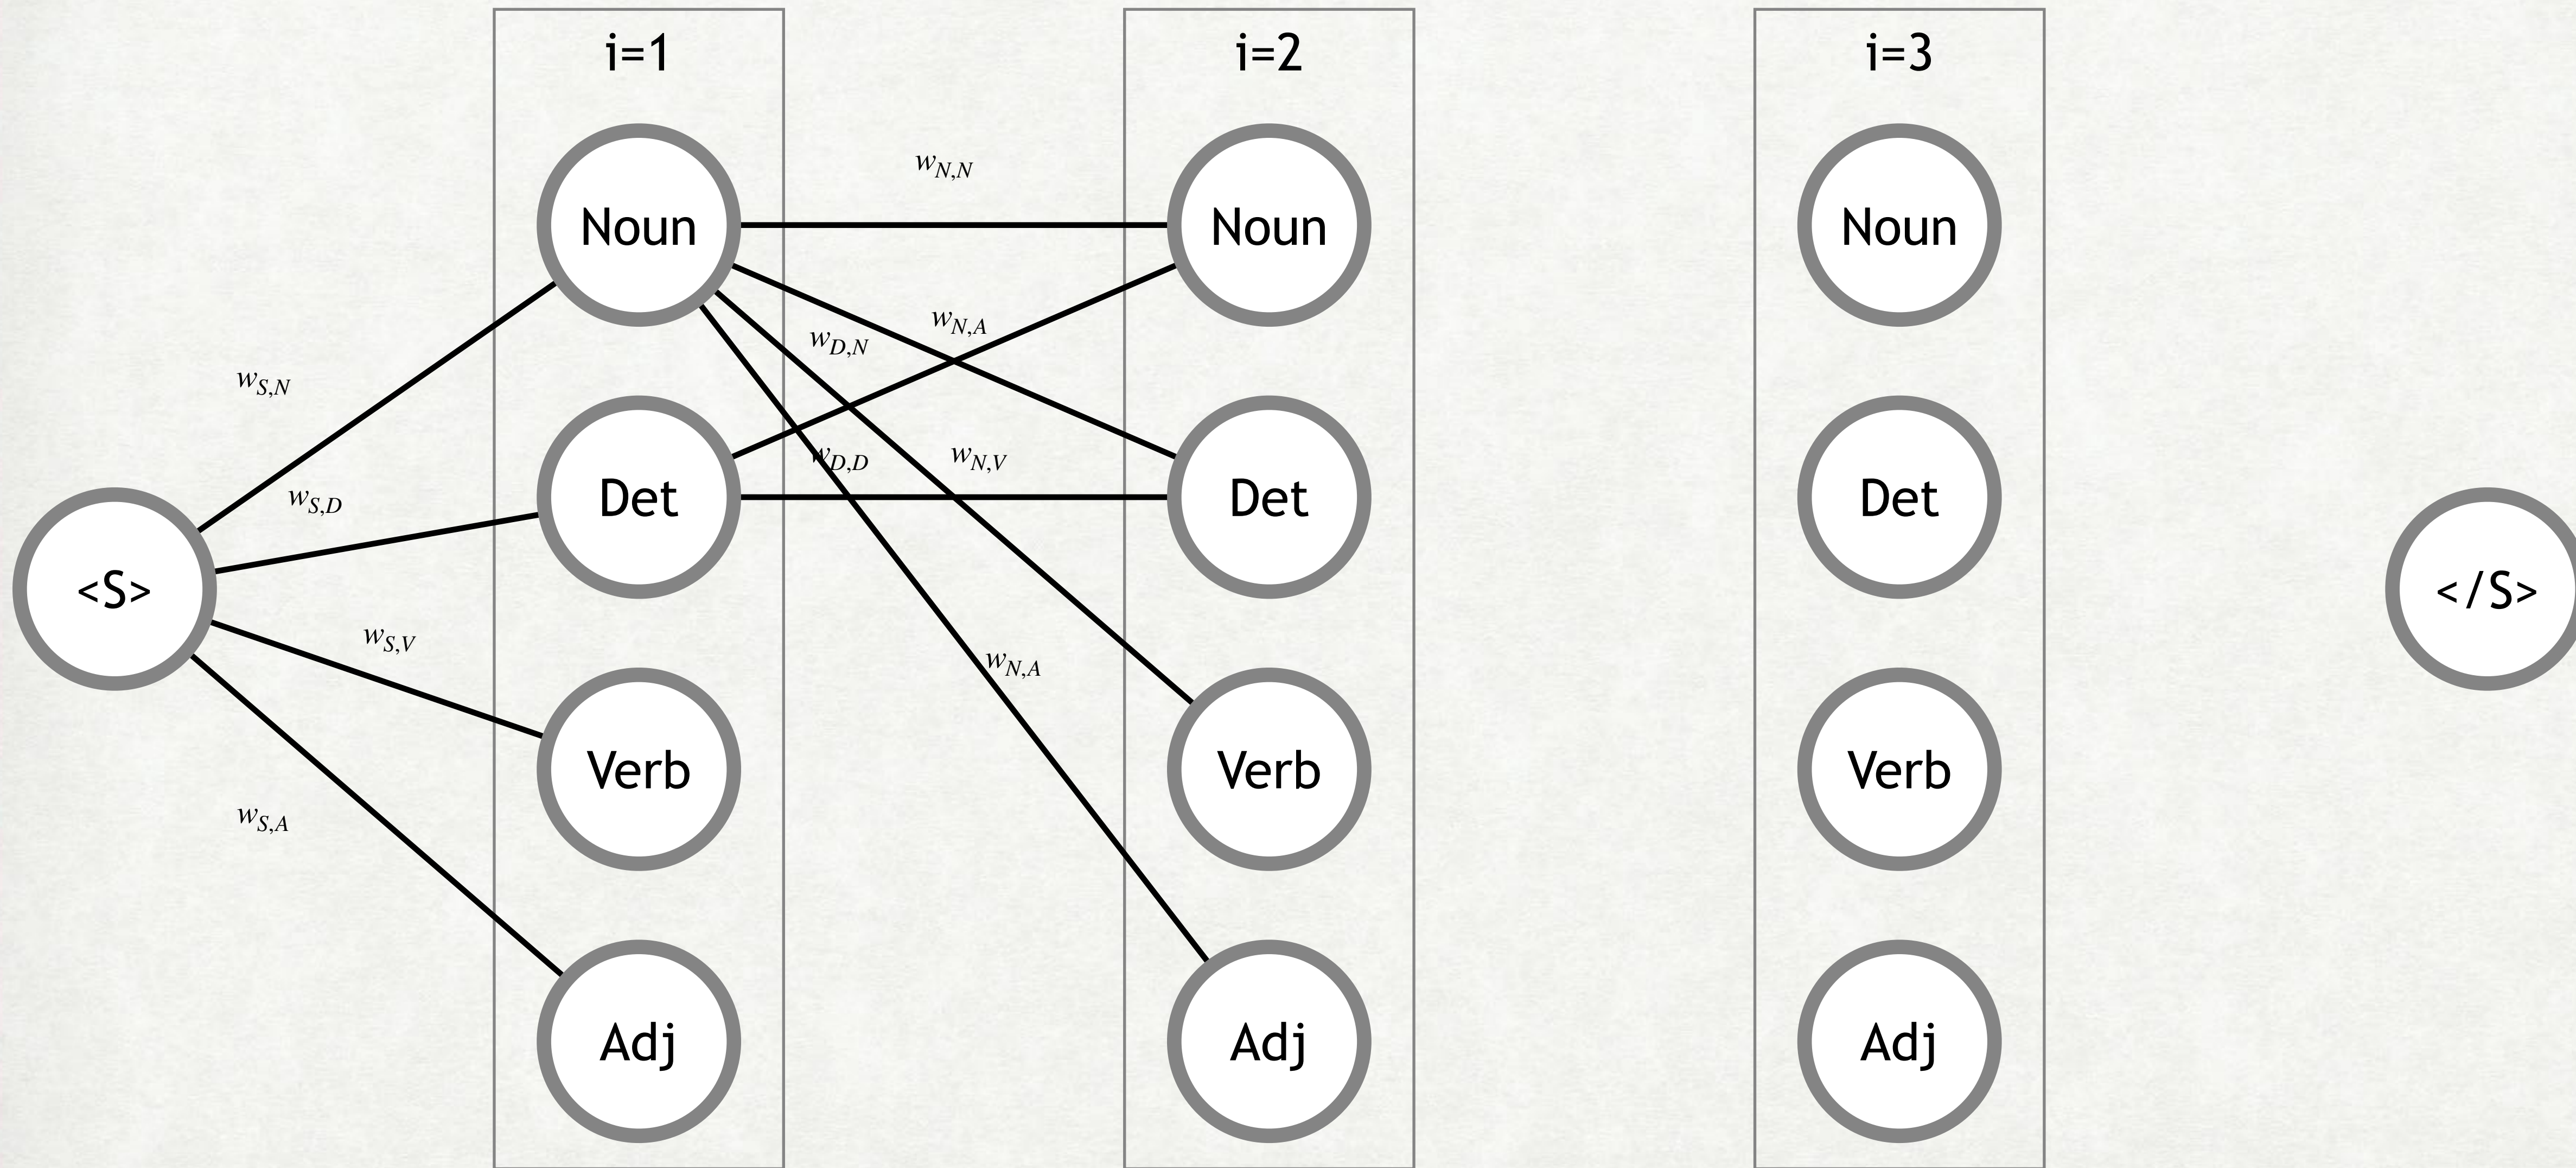 i=1
i=2
i=3
Noun
Noun
Noun
w_{N,N}
w_{N,A}
w_{D,N}
w_{S,N}
w_{S,D}
Det
Det
Det
w_{D,D}
w_{N,V}
<S>
</S>
w_{S,V}
w_{N,A}
Verb
Verb
Verb
w_{S,A}
Adj
Adj
Adj